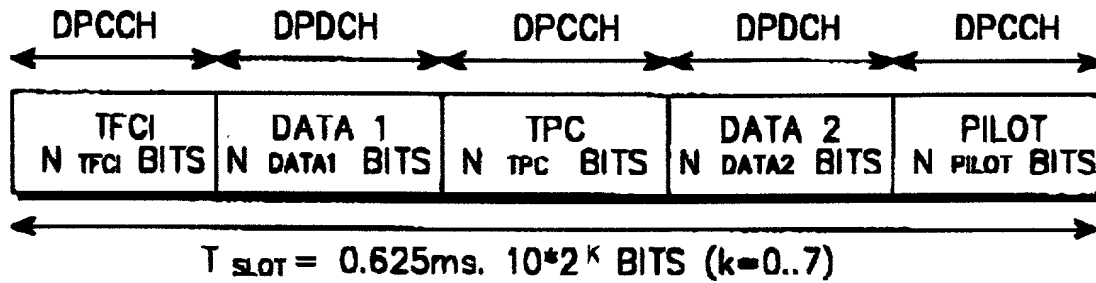 DPCCH DPDCH DPCCH DPDCH DPCCH
TFCI DATA 1 TPC DATA 2 PILOT
N TFCI BITS N DATA1 BITS N TPC BITS N DATA2 BITS N PILOT BITS
T SLOT = 0.625ms. 10*2 K BITS (k=0..7)